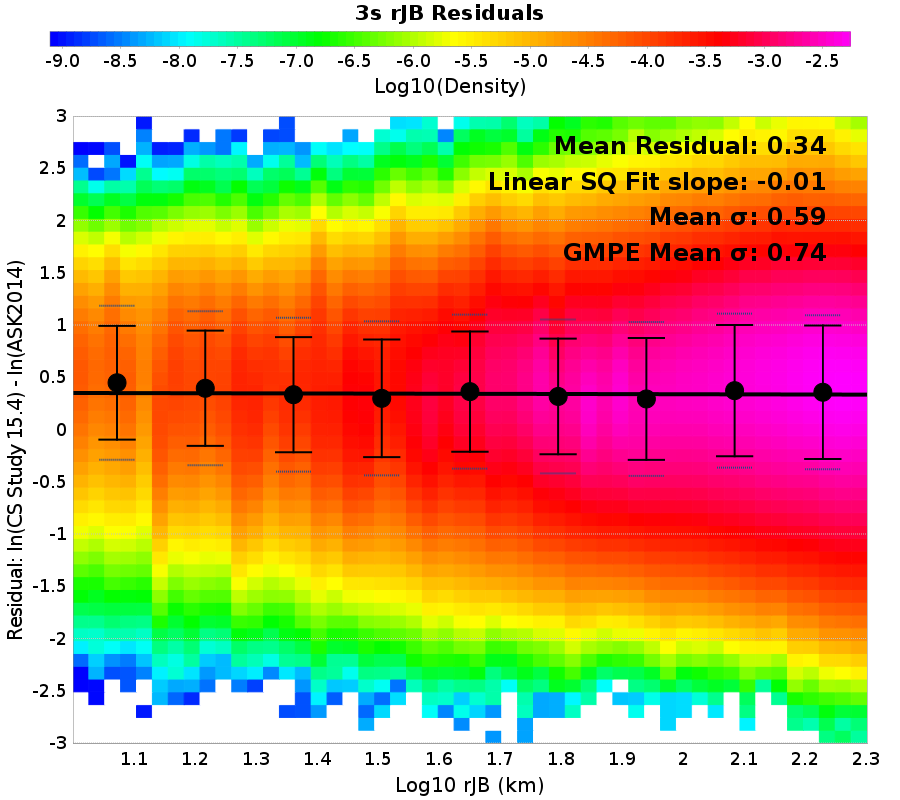 3s rJB Residuals
-9.0 -8.5 -8.0 -7.5 -7.0 -6.5 -6.0 -5.5 -5.0 -4.5 -4.0 -3.5 -3.0 -2.5
Log10(Density)
Mean Residual: 0.34
Linear SQ Fit slope: -0.01
Mean σ: 0.59
GMPE Mean σ: 0.74
Residual: ln(CS Study 15.4) - ln(ASK2014)
3
2.5
2
1.5
1
0.5
0
-0.5
-1
-1.5
-2
-2.5
-3
1.1 1.2 1.3 1.4 1.5 1.6 1.7 1.8 1.9 2 2.1 2.2 2.3
Log10 rJB (km)